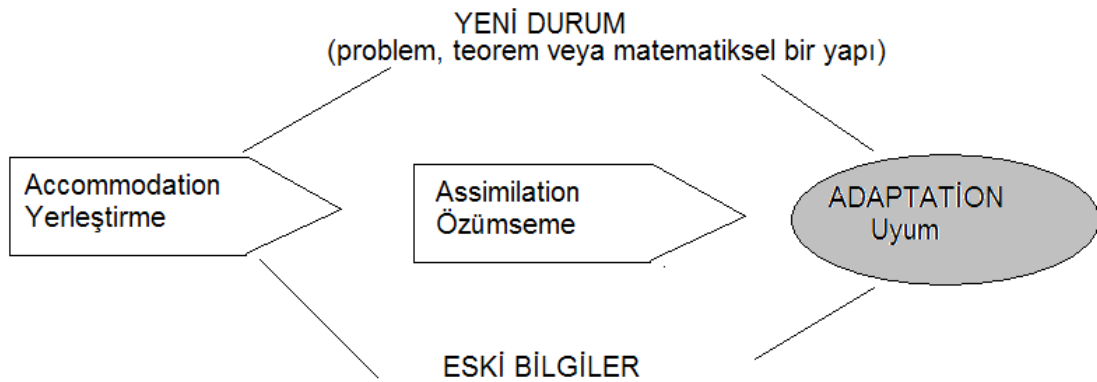 YENİ DURUM
(problem, teorem veya matematiksel bir yapı)
Accommodation
Yerleştirme
Assimilation
Özümseme
ADAPTATİON
Uyum
ESKİ BİLGİLER